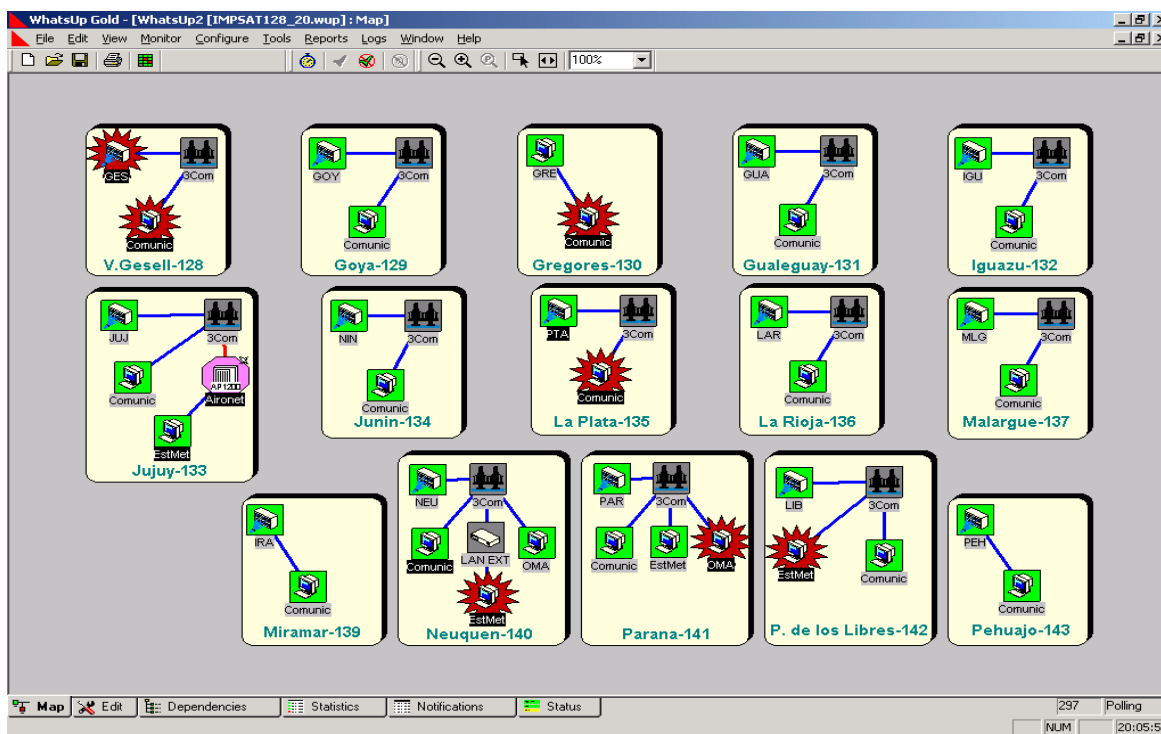 WhatsUp Gold - [WhatsUp2 [IMPSAT128_20.wup] : Map]
File Edit View Monitor Configure Tools Reports Logs Window Help
100%
GES 3Com
Comunic
V.Gesell-128
GOY 3Com
Comunic
Goya-129
GRE
Comunic
Gregores-130
GUA 3Com
Comunic
Gualeguay-131
IGU 3Com
Comunic
Iguazu-132
JUJ 3Com
Comunic
AP1200
Aironet
EstMet
Jujuy-133
NIN 3Com
Comunic
Junin-134
PTA 3Com
Comunic
La Plata-135
LAR 3Com
Comunic
La Rioja-136
MLG 3Com
Comunic
Malargue-137
IRA
Comunic
Miramar-139
NEU 3Com
Comunic LAN EXT OMA
EstMet
Neuquen-140
PAR 3Com
Comunic EstMet OMA
Parana-141
LIB 3Com
EstMet Comunic
P. de los Libres-142
PEH
Comunic
Pehuajo-143
Map Edit Dependencies Statistics Notifications Status 297 Polling
NUM 20:05:5